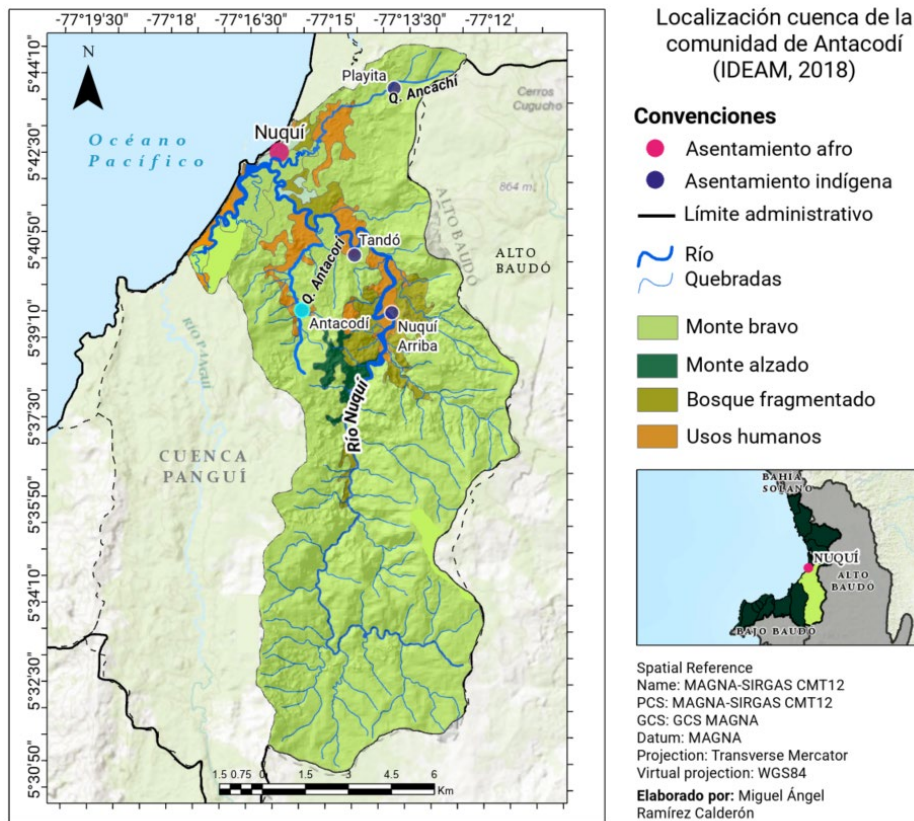 -77°19'30" -77°18' -77°16'30" -77°15' -77°13'30" -77°12'
5°44'10"
5°42'30"
5°40'50"
5°39'10"
5°37'30"
5°35'50"
5°34'10"
5°32'30"
5°30'50"
N
Océano
Pacífico
Playita
Q. Ancachí
Cerros
Cugucho
Nuquí
864 m
ALTO BAUDÓ
ALTO
BAUDÓ
Tandó
Q. Antacorí
Antacodí
Nuquí
Arriba
RÍO PANGUÍ
Río Nuquí
CUENCA
PANGUÍ
1.5 0.75 0 1.5 3 4.5 6
Km
Localización cuenca de la
comunidad de Antacodí
(IDEAM, 2018)
Convenciones
Asentamiento afro
Asentamiento indígena
Límite administrativo
Río
Quebradas
Monte bravo
Monte alzado
Bosque fragmentado
Usos humanos
BAHIA
SOLANO
NUQUÍ
ALTO
BAUDÓ
BAJO BAUDO
Spatial Reference
Name: MAGNA-SIRGAS CMT12
PCS: MAGNA-SIRGAS CMT12
GCS: GCS MAGNA
Datum: MAGNA
Projection: Transverse Mercator
Virtual projection: WGS84
Elaborado por: Miguel Ángel
Ramírez Calderón